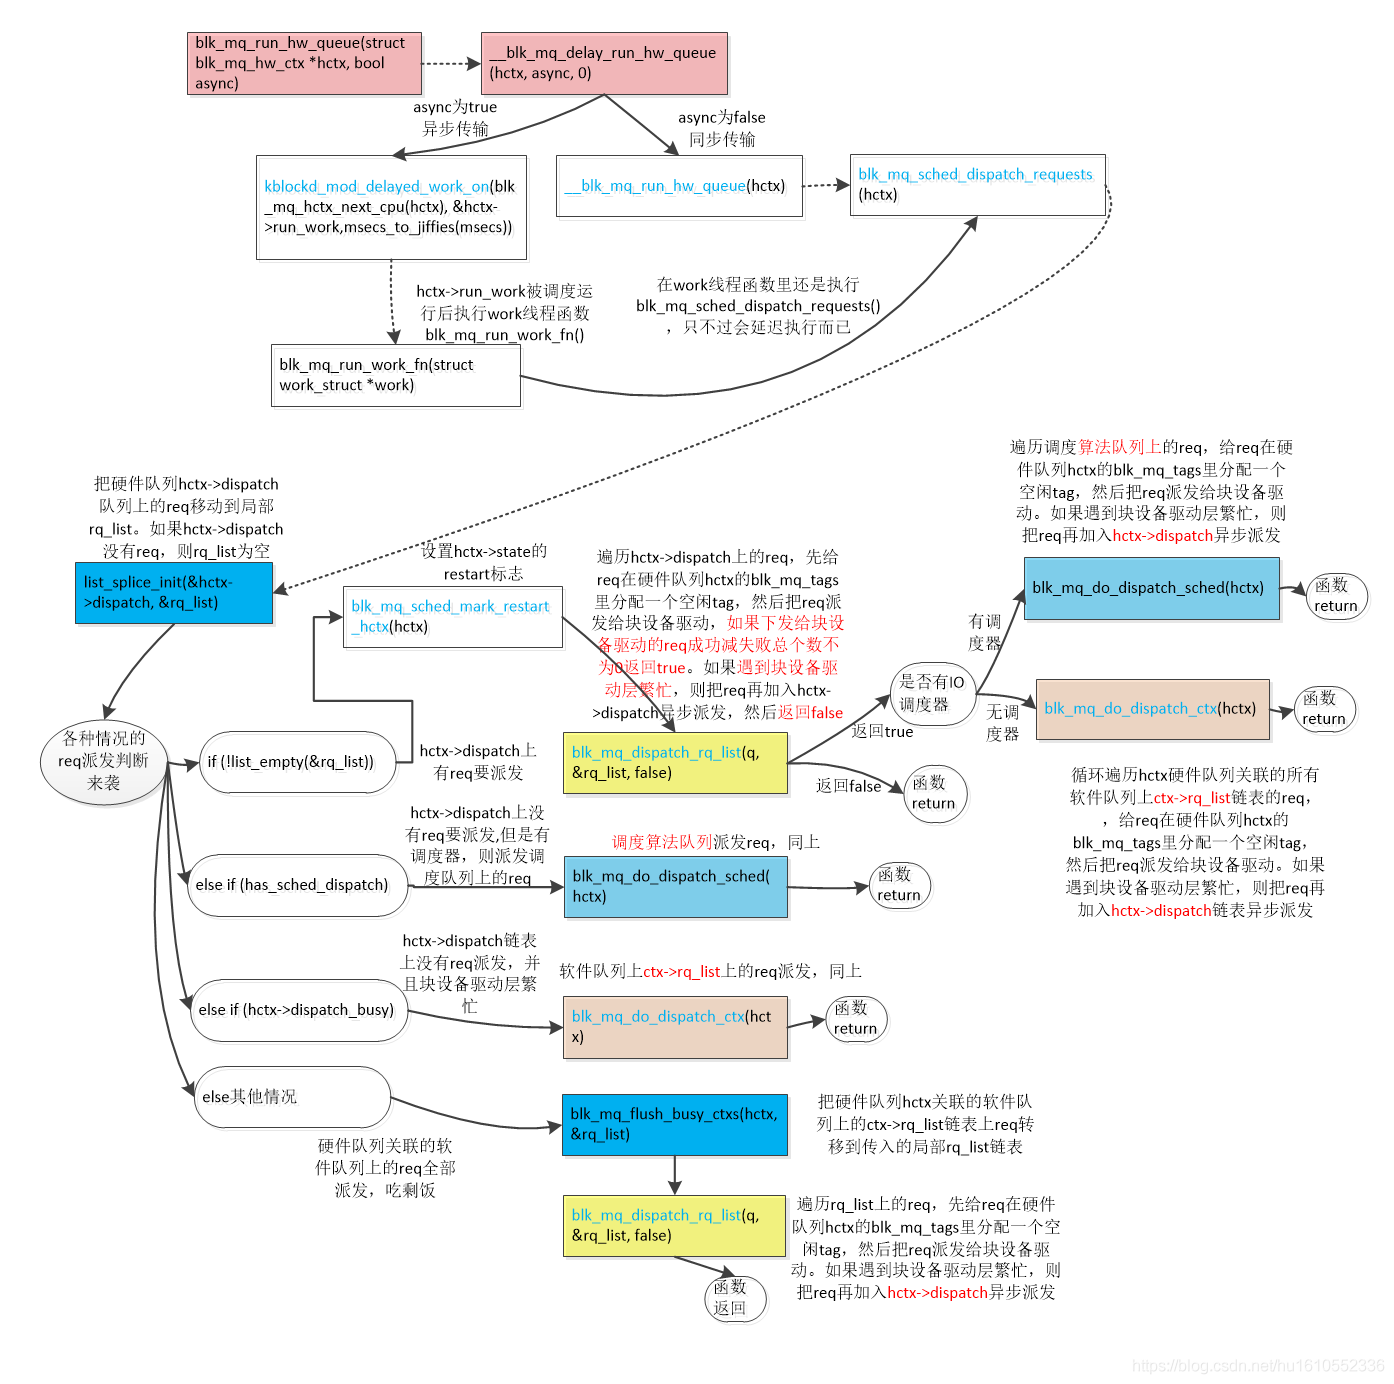 blk_mq_run_hw_queue(struct
blk_mq_hw_ctx *hctx, bool
async)
__blk_mq_delay_run_hw_queue
(hctx, async, 0)
async为true
异步传输
async为false
同步传输
kblockd_mod_delayed_work_on(blk
_mq_hctx_next_cpu(hctx), &hctx-
>run_work,msecs_to_jiffies(msecs))
__blk_mq_run_hw_queue(hctx)
blk_mq_sched_dispatch_requests
(hctx)
hctx->run_work被调度运
行后执行work线程函数
blk_mq_run_work_fn()
在work线程函数里还是执行
blk_mq_sched_dispatch_requests()
，只不过会延迟执行而已
blk_mq_run_work_fn(struct
work_struct *work)
遍历调度算法队列上的req，给req在硬
件队列hctx的blk_mq_tags里分配一个
空闲tag，然后把req派发给块设备驱
动。如果遇到块设备驱动层繁忙，则
把req再加入hctx->dispatch异步派发
把硬件队列hctx->dispatch
队列上的req移动到局部
rq_list。如果hctx->dispatch
没有req，则rq_list为空
list_splice_init(&hctx-
>dispatch, &rq_list)
设置hctx->state的
restart标志
blk_mq_sched_mark_restart
_hctx(hctx)
遍历hctx->dispatch上的req，先给
req在硬件队列hctx的blk_mq_tags
里分配一个空闲tag，然后把req派
发给块设备驱动，如果下发给块设
备驱动的req成功减失败总个数不
为0返回true。如果遇到块设备驱
动层繁忙，则把req再加入hctx-
>dispatch异步派发，然后返回false
blk_mq_do_dispatch_sched(hctx)
函数
return
有调
度器
是否有IO
调度器
无调
度器
blk_mq_do_dispatch_ctx(hctx)
函数
return
各种情况的
req派发判断
来袭
if (!list_empty(&rq_list))
hctx->dispatch上
有req要派发
blk_mq_dispatch_rq_list(q,
&rq_list, false)
返回true
返回false
函数
return
循环遍历hctx硬件队列关联的所有
软件队列上ctx->rq_list链表的req，
，给req在硬件队列hctx的
blk_mq_tags里分配一个空闲tag，
然后把req派发给块设备驱动。如果
遇到块设备驱动层繁忙，则把req再
加入hctx->dispatch链表异步派发
hctx->dispatch上没
有req要派发,但是有
调度器，则派发调
度队列上的req
else if (has_sched_dispatch)
调度算法队列派发req，同上
blk_mq_do_dispatch_sched(
hctx)
函数
return
hctx->dispatch链表
上没有req派发，并
且块设备驱动层繁
忙
else if (hctx->dispatch_busy)
软件队列上ctx->rq_list上的req派发，同上
blk_mq_do_dispatch_ctx(hct
x)
函数
return
else其他情况
硬件队列关联的软
件队列上的req全部
派发，吃剩饭
blk_mq_flush_busy_ctxs(hctx,
&rq_list)
把硬件队列hctx关联的软件队
列上的ctx->rq_list链表上req转
移到传入的局部rq_list链表
blk_mq_dispatch_rq_list(q,
&rq_list, false)
遍历rq_list上的req，先给req在硬件
队列hctx的blk_mq_tags里分配一个空
闲tag，然后把req派发给块设备驱
动。如果遇到块设备驱动层繁忙，则
把req再加入hctx->dispatch异步派发
函数
返回
https://blog.csdn.net/hu1610552336